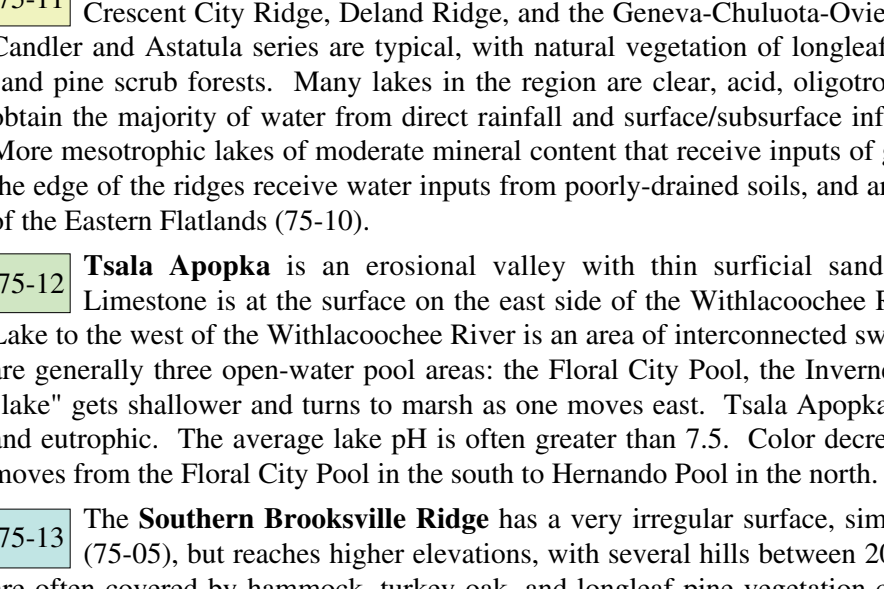 75-11
Crescent City Ridge, Deland Ridge, and the Geneva-Chuluota-Ovie
Candler and Astatula series are typical, with natural vegetation of longleaf
sand pine scrub forests. Many lakes in the region are clear, acid, oligotro
obtain the majority of water from direct rainfall and surface/subsurface inf
More mesotrophic lakes of moderate mineral content that receive inputs of g
the edge of the ridges receive water inputs from poorly-drained soils, and ar
of the Eastern Flatlands (75-10).
75-12 Tsala Apopka is an erosional valley with thin surficial sand
Limestone is at the surface on the east side of the Withlacoochee R
Lake to the west of the Withlacoochee River is an area of interconnected sw
are generally three open-water pool areas: the Floral City Pool, the Inverne
"lake" gets shallower and turns to marsh as one moves east. Tsala Apopka
and eutrophic. The average lake pH is often greater than 7.5. Color decre
moves from the Floral City Pool in the south to Hernando Pool in the north.
75-13 The Southern Brooksville Ridge has a very irregular surface, sim
(75-05), but reaches higher elevations, with several hills between 20
are often covered by hammock, turkey oak, and longleaf pine vegetation